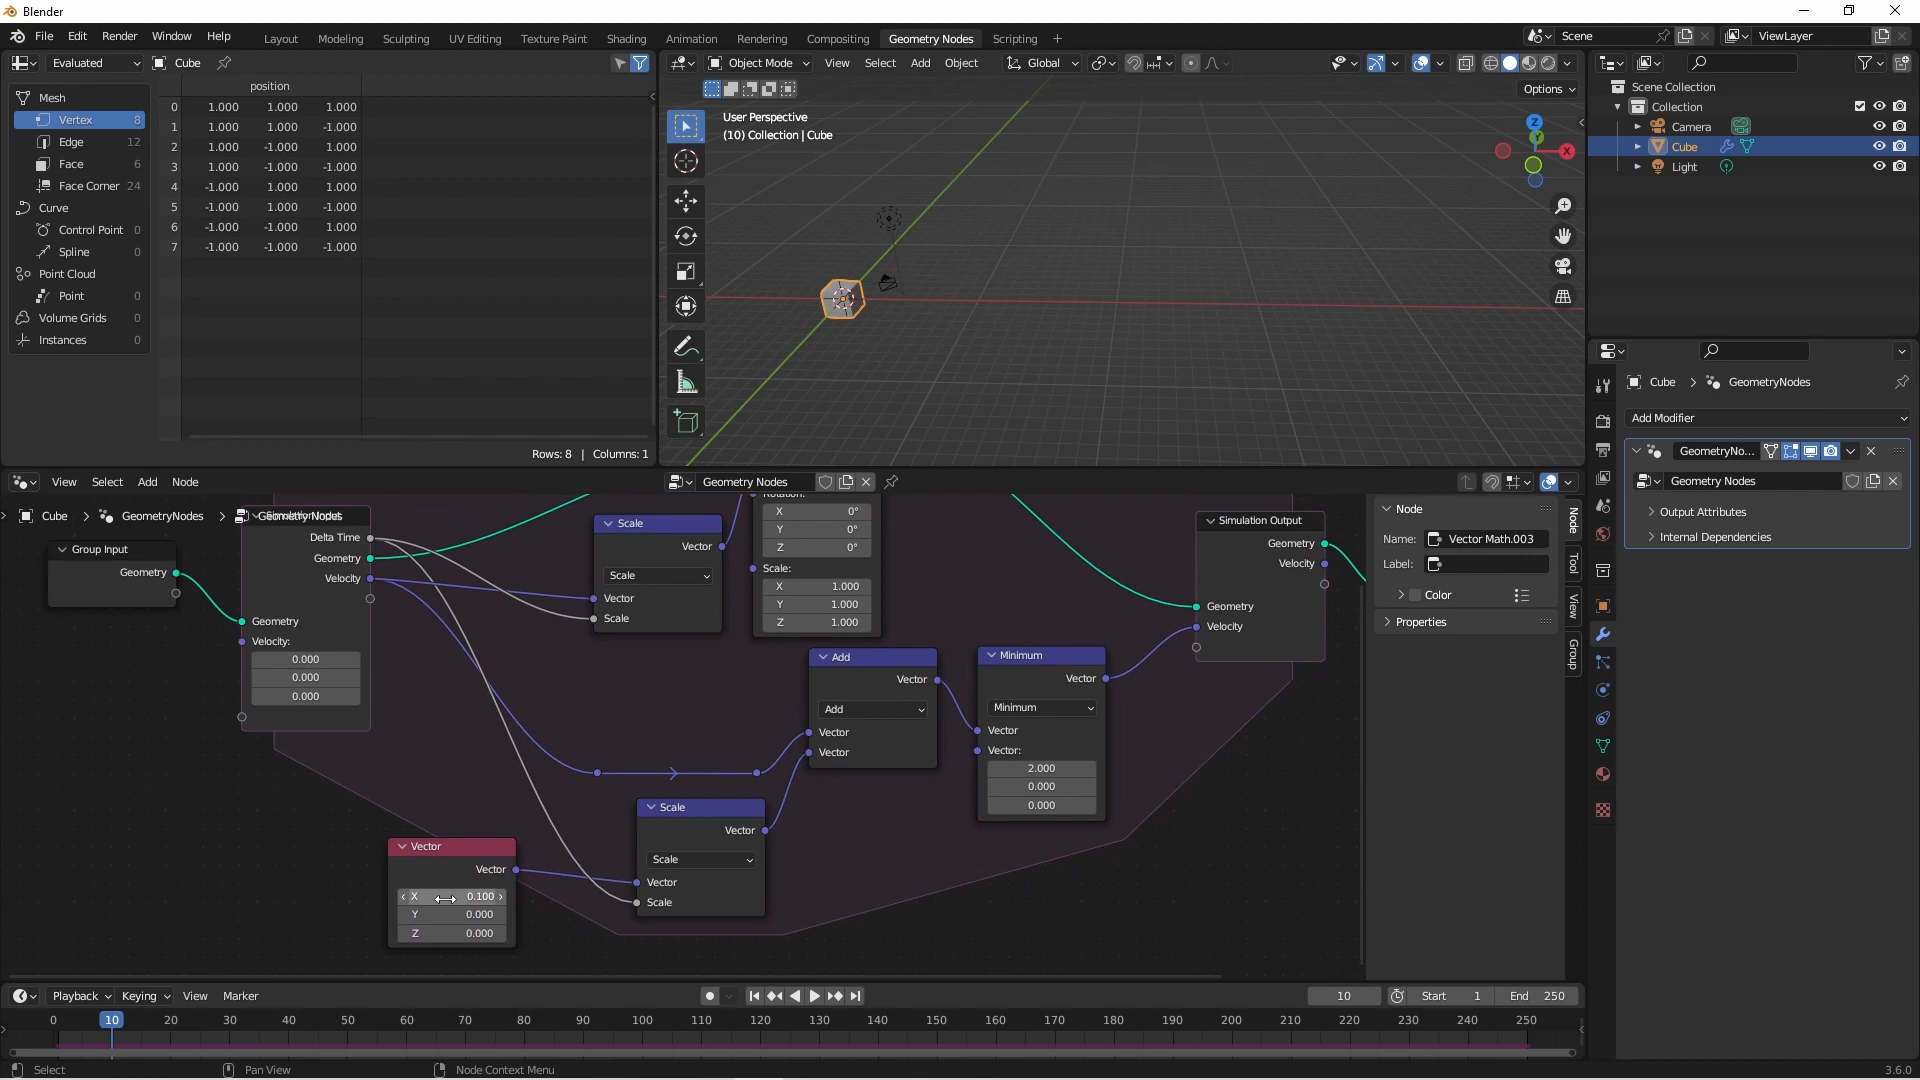 Blender
File Edit Render Window Help
Layout Modeling Sculpting UV Editing Texture Paint Shading Animation Rendering Compositing Geometry Nodes Scripting +
Scene
ViewLayer
Evaluated
Cube
Mesh
Vertex 8
Edge 12
Face 6
Face Corner 24
Curve
Control Point 0
Spline 0
Point Cloud
Point 0
Volume Grids 0
Instances 0
position
0 1.000 1.000 1.000
1 1.000 1.000 -1.000
2 1.000 -1.000 1.000
3 1.000 -1.000 -1.000
4 -1.000 1.000 1.000
5 -1.000 1.000 -1.000
6 -1.000 -1.000 1.000
7 -1.000 -1.000 -1.000
Rows: 8 | Columns: 1
Object Mode View Select Add Object
Global
Options
User Perspective
(10) Collection | Cube
Z
Y
X
Scene Collection
Collection
Camera
Cube
Light
Cube > GeometryNodes
Add Modifier
GeometryNo...
Geometry Nodes
Output Attributes
Internal Dependencies
View Select Add Node
Geometry Nodes
Cube > GeometryNodes > Geometry Nodes
Group Input
Geometry
Simulation Input
Delta Time
Geometry
Velocity
Geometry
Velocity:
0.000
0.000
0.000
Scale
Vector
Scale
Vector
Scale
Rotation:
X 0°
Y 0°
Z 0°
Scale:
X 1.000
Y 1.000
Z 1.000
Add
Vector
Add
Vector
Vector
Minimum
Vector
Minimum
Vector
Vector:
2.000
0.000
0.000
Simulation Output
Geometry
Velocity
Geometry
Velocity
Scale
Vector
Scale
Vector
Scale
Vector
Vector
X 0.100
Y 0.000
Z 0.000
Node
Name: Vector Math.003
Label:
Color
Properties
Node
Tool
View
Group
Playback Keying View Marker
10
Start 1
End 250
0 10 20 30 40 50 60 70 80 90 100 110 120 130 140 150 160 170 180 190 200 210 220 230 240 250
Select
Pan View
Node Context Menu
3.6.0